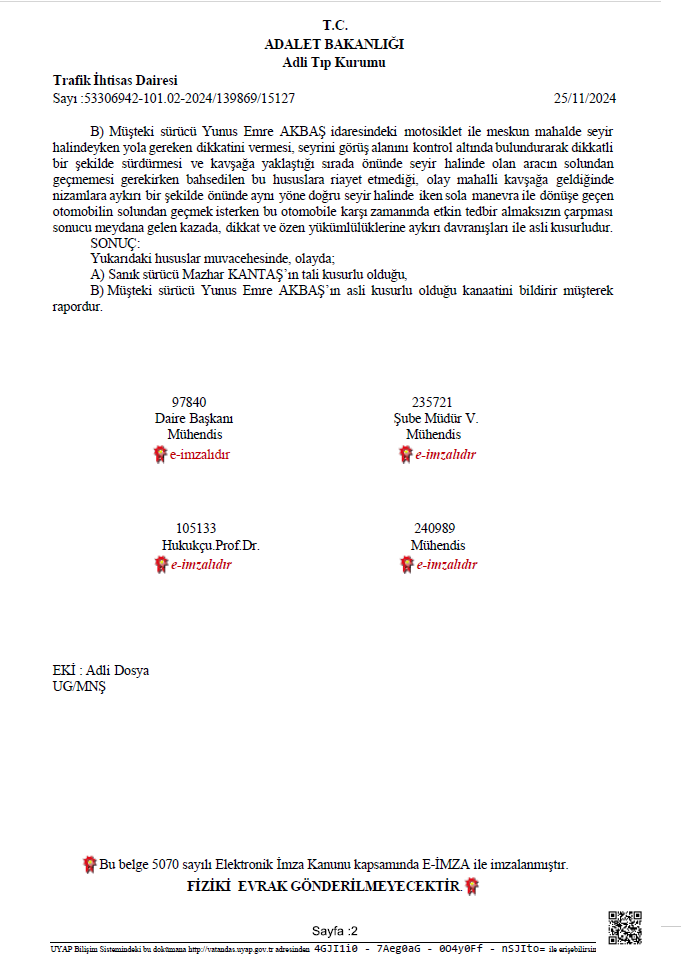 T.C.
ADALET BAKANLIĞI
Adli Tıp Kurumu
Trafik İhtisas Dairesi
Sayı :53306942-101.02-2024/139869/15127 25/11/2024
B) Müşteki sürücü Yunus Emre AKBAŞ idaresindeki motosiklet ile meskun mahalde seyir
halindeyken yola gereken dikkatini vermesi, seyrini görüş alanını kontrol altında bulundurarak dikkatli
bir şekilde sürdürmesi ve kavşağa yaklaştığı sırada önünde seyir halinde olan aracın solundan
geçmemesi gerekirken bahsedilen bu hususlara riayet etmediği, olay mahalli kavşağa geldiğinde
nizamlara aykırı bir şekilde önünde aynı yöne doğru seyir halinde iken sola manevra ile dönüşe geçen
otomobilin solundan geçmek isterken bu otomobile karşı zamanında etkin tedbir almaksızın çarpması
sonucu meydana gelen kazada, dikkat ve özen yükümlülüklerine aykırı davranışları ile asli kusurludur.
SONUÇ:
Yukarıdaki hususlar muvacehesinde, olayda;
A) Sanık sürücü Mazhar KANTAŞ’ın tali kusurlu olduğu,
B) Müşteki sürücü Yunus Emre AKBAŞ’ın asli kusurlu olduğu kanaatini bildirir müşterek
rapordur.
97840 235721
Daire Başkanı Şube Müdür V.
Mühendis Mühendis
e-imzalıdır e-imzalıdır
105133 240989
Hukukçu.Prof.Dr. Mühendis
e-imzalıdır e-imzalıdır
EKİ : Adli Dosya
UG/MNŞ
Bu belge 5070 sayılı Elektronik İmza Kanunu kapsamında E-İMZA ile imzalanmıştır.
FİZİKİ EVRAK GÖNDERİLMEYECEKTİR.
Sayfa :2
UYAP Bilişim Sistemindeki bu dokümana http://vatandas.uyap.gov.tr adresinden 4GJI1i0 - 7Aeg0aG - 0O4y0Ff - nSJIto= ile erişebilirsin